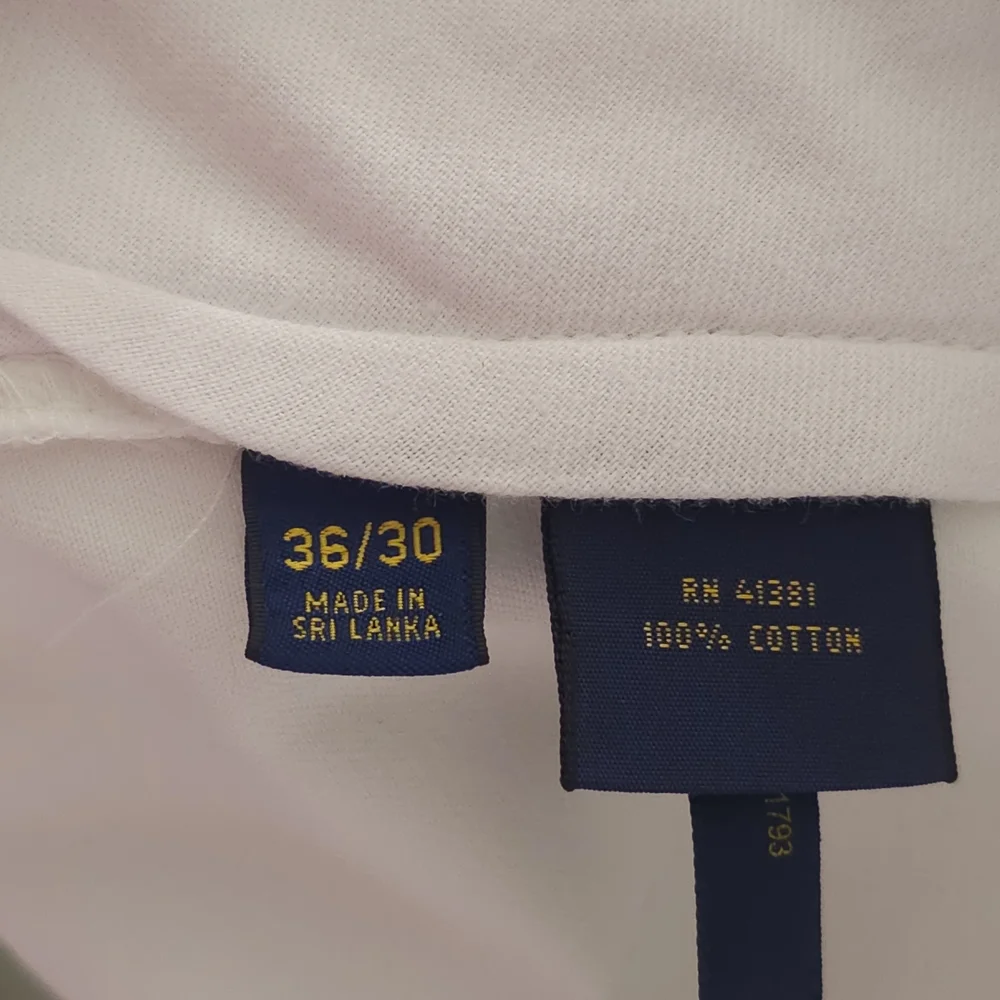 36/30
MADE IN
SRI LANKA
RN 41381
100% COTTON
1793